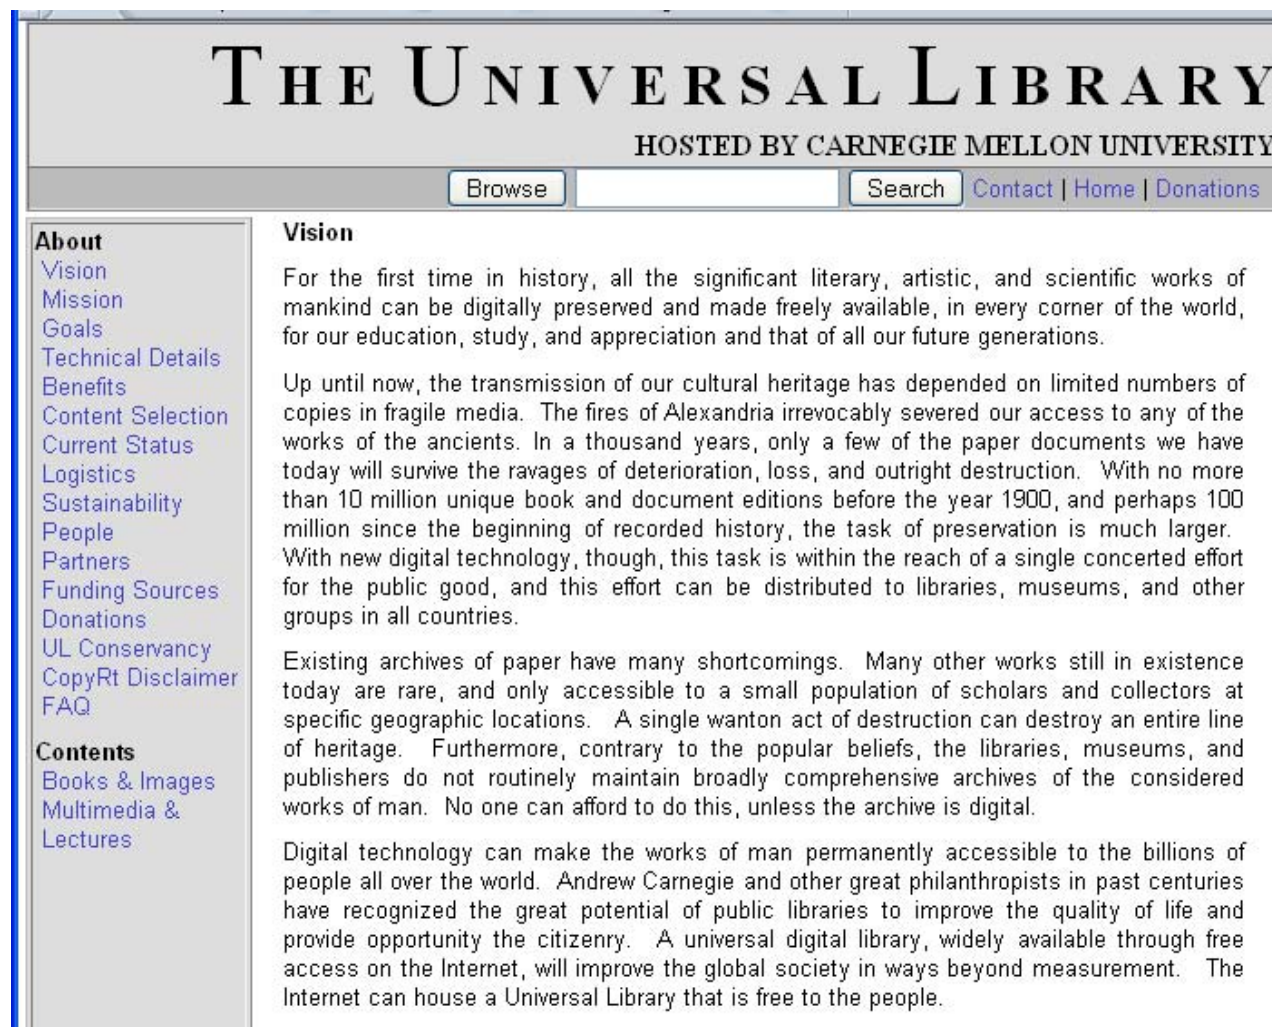 THE UNIVERSAL LIBRARY
HOSTED BY CARNEGIE MELLON UNIVERSITY
Browse Search Contact | Home | Donations
About
Vision
Mission
Goals
Technical Details
Benefits
Content Selection
Current Status
Logistics
Sustainability
People
Partners
Funding Sources
Donations
UL Conservancy
CopyRt Disclaimer
FAQ
Contents
Books & Images
Multimedia &
Lectures
Vision
For the first time in history, all the significant literary, artistic, and scientific works of
mankind can be digitally preserved and made freely available, in every corner of the world,
for our education, study, and appreciation and that of all our future generations.
Up until now, the transmission of our cultural heritage has depended on limited numbers of
copies in fragile media. The fires of Alexandria irrevocably severed our access to any of the
works of the ancients. In a thousand years, only a few of the paper documents we have
today will survive the ravages of deterioration, loss, and outright destruction. With no more
than 10 million unique book and document editions before the year 1900, and perhaps 100
million since the beginning of recorded history, the task of preservation is much larger.
With new digital technology, though, this task is within the reach of a single concerted effort
for the public good, and this effort can be distributed to libraries, museums, and other
groups in all countries.
Existing archives of paper have many shortcomings. Many other works still in existence
today are rare, and only accessible to a small population of scholars and collectors at
specific geographic locations. A single wanton act of destruction can destroy an entire line
of heritage. Furthermore, contrary to the popular beliefs, the libraries, museums, and
publishers do not routinely maintain broadly comprehensive archives of the considered
works of man. No one can afford to do this, unless the archive is digital.
Digital technology can make the works of man permanently accessible to the billions of
people all over the world. Andrew Carnegie and other great philanthropists in past centuries
have recognized the great potential of public libraries to improve the quality of life and
provide opportunity the citizenry. A universal digital library, widely available through free
access on the Internet, will improve the global society in ways beyond measurement. The
Internet can house a Universal Library that is free to the people.